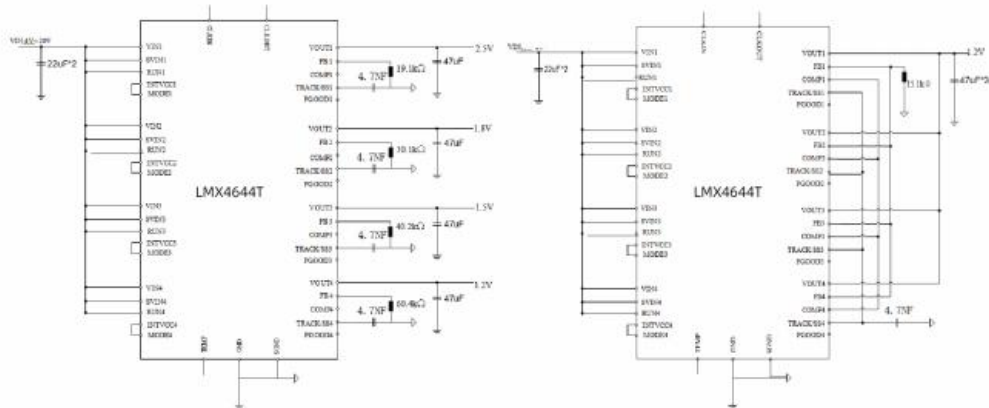 VIN1
SVIN1
RUN1
INTVCC1
MODE1
VIN2
SVIN2
RUN2
INTVCC2
MODE2
VIN3
SVIN3
RUN3
INTVCC3
MODE3
VIN4
SVIN4
RUN4
INTVCC4
MODE4
22uF*2
LMX4644T
TEMP
GND
SGND
VOUT1
FB1
COMP1
TRACK/SS1
PGOOD1
VOUT2
FB2
COMP2
TRACK/SS2
PGOOD2
VOUT3
FB3
COMP3
TRACK/SS3
PGOOD3
VOUT4
FB4
COMP4
TRACK/SS4
PGOOD4
2.5V
47uF
19.1kΩ
4.7NF
1.8V
47uF
4.7NF
1.5V
47uF
40.2kΩ
4.7NF
1.2V
47uF
60.4kΩ
4.7NF
22uF*2
VIN1
SVIN1
RUN1
INTVCC1
MODE1
VIN2
SVIN2
RUN2
INTVCC2
MODE2
VIN3
SVIN3
RUN3
INTVCC3
MODE3
VIN4
SVIN4
RUN4
INTVCC4
MODE4
CLKIN
CLKOUT
LMX4644T
TEMP
GND
SGND
VOUT1
FB1
COMP1
TRACK/SS1
PGOOD1
VOUT2
FB2
COMP2
TRACK/SS2
PGOOD2
VOUT3
FB3
COMP3
TRACK/SS3
PGOOD3
VOUT4
FB4
COMP4
TRACK/SS4
PGOOD4
1.2V
4.7NF